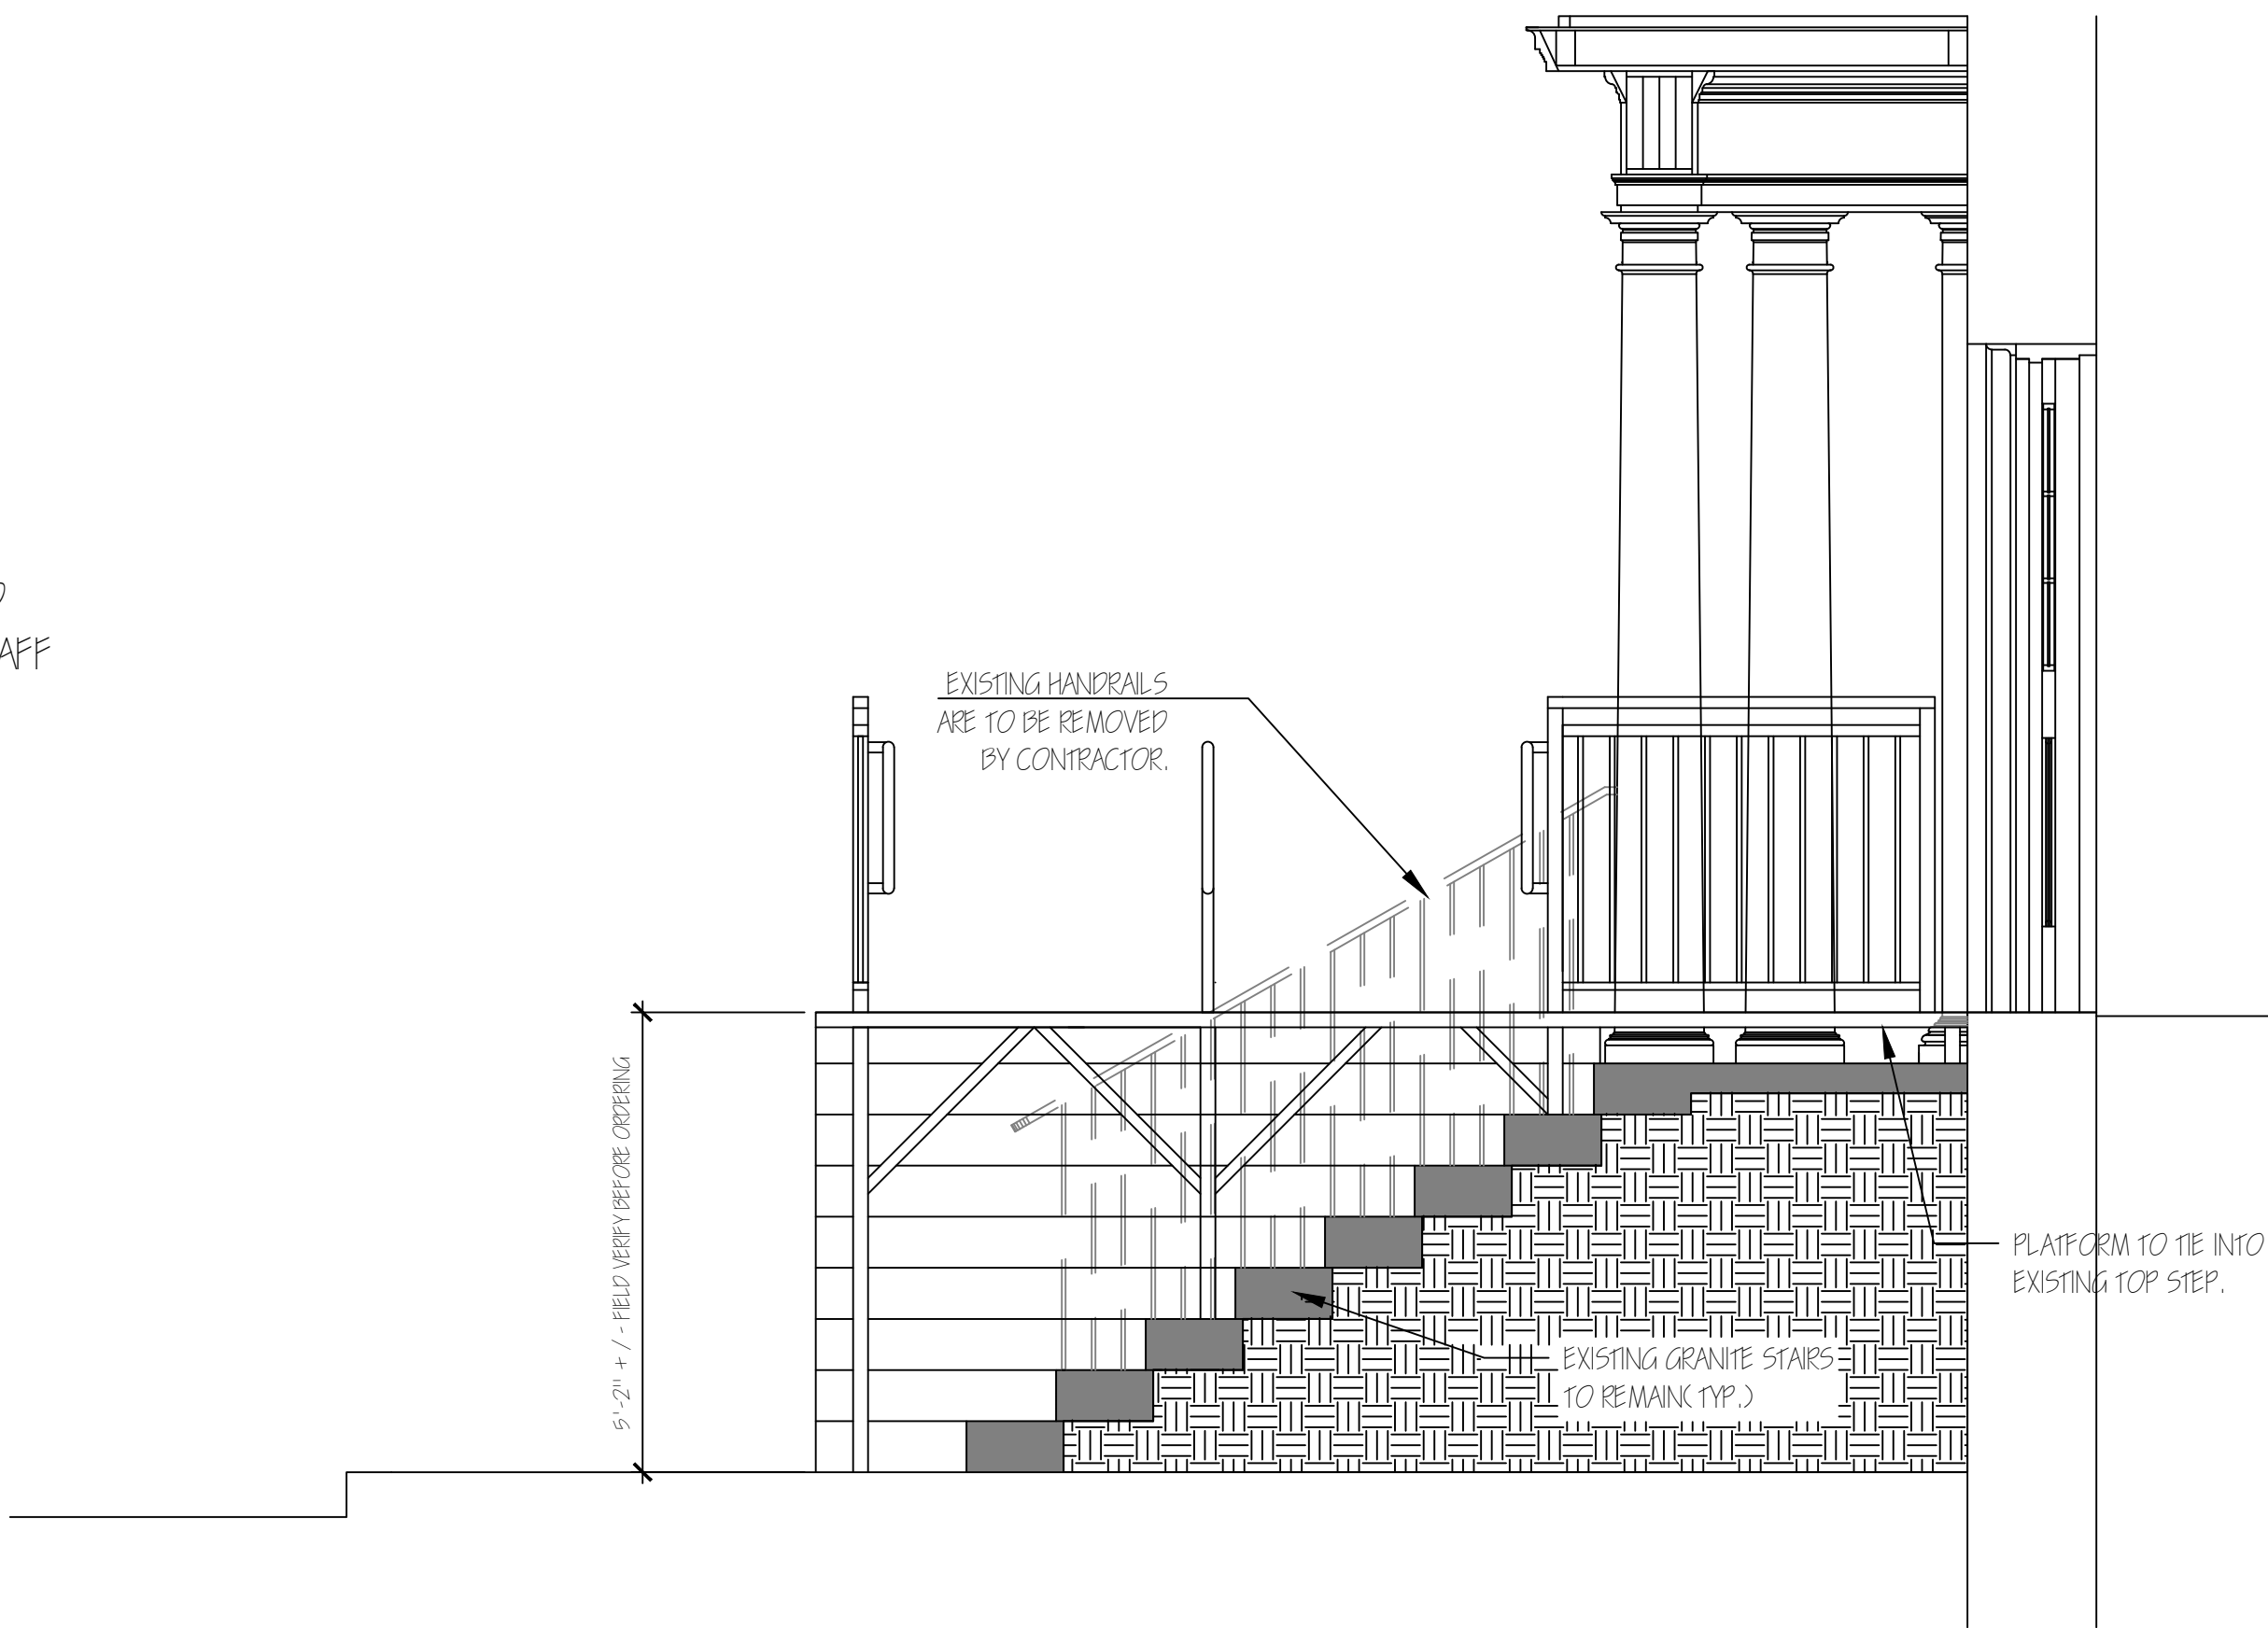 AFF
EXISTING HANDRAILS
ARE TO BE REMOVED
BY CONTRACTOR.
5'-2" + / - FIELD VERIFY BEFORE ORDERING
PLATFORM TO TIE INTO
EXISTING TOP STEP.
EXISTING GRANITE STAIRS
TO REMAIN(TYP.)